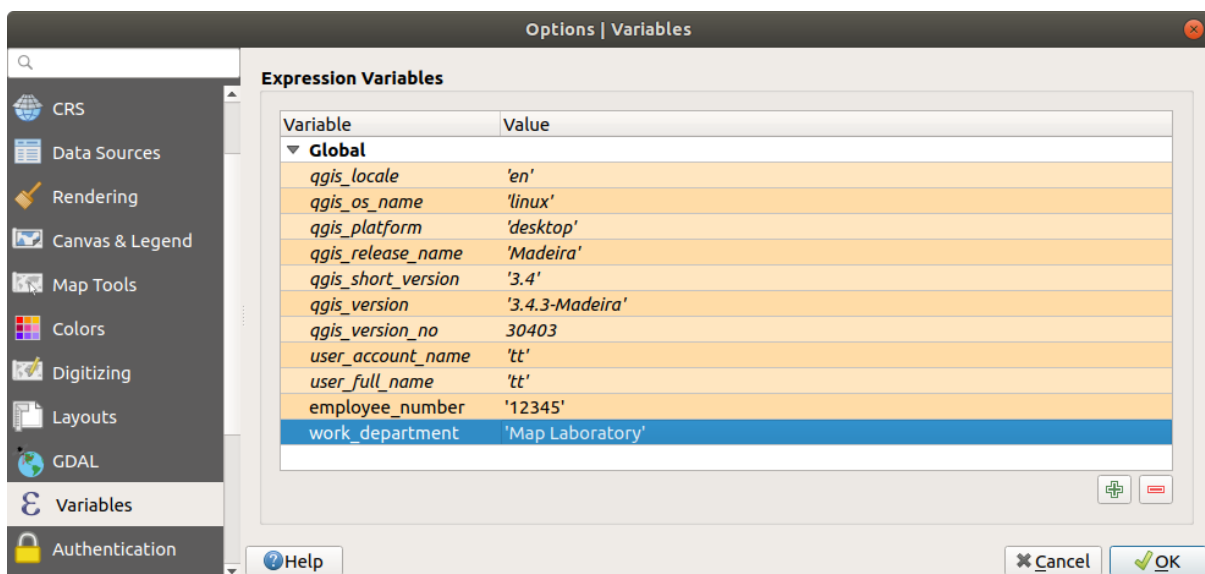 Options | Variables
CRS
Data Sources
Rendering
Canvas & Legend
Map Tools
Colors
Digitizing
Layouts
GDAL
Variables
Authentication
Expression Variables
Variable Value
Global
qgis_locale 'en'
qgis_os_name 'linux'
qgis_platform 'desktop'
qgis_release_name 'Madeira'
qgis_short_version '3.4'
qgis_version '3.4.3-Madeira'
qgis_version_no 30403
user_account_name 'tt'
user_full_name 'tt'
employee_number '12345'
work_department 'Map Laboratory'
Help
Cancel
OK